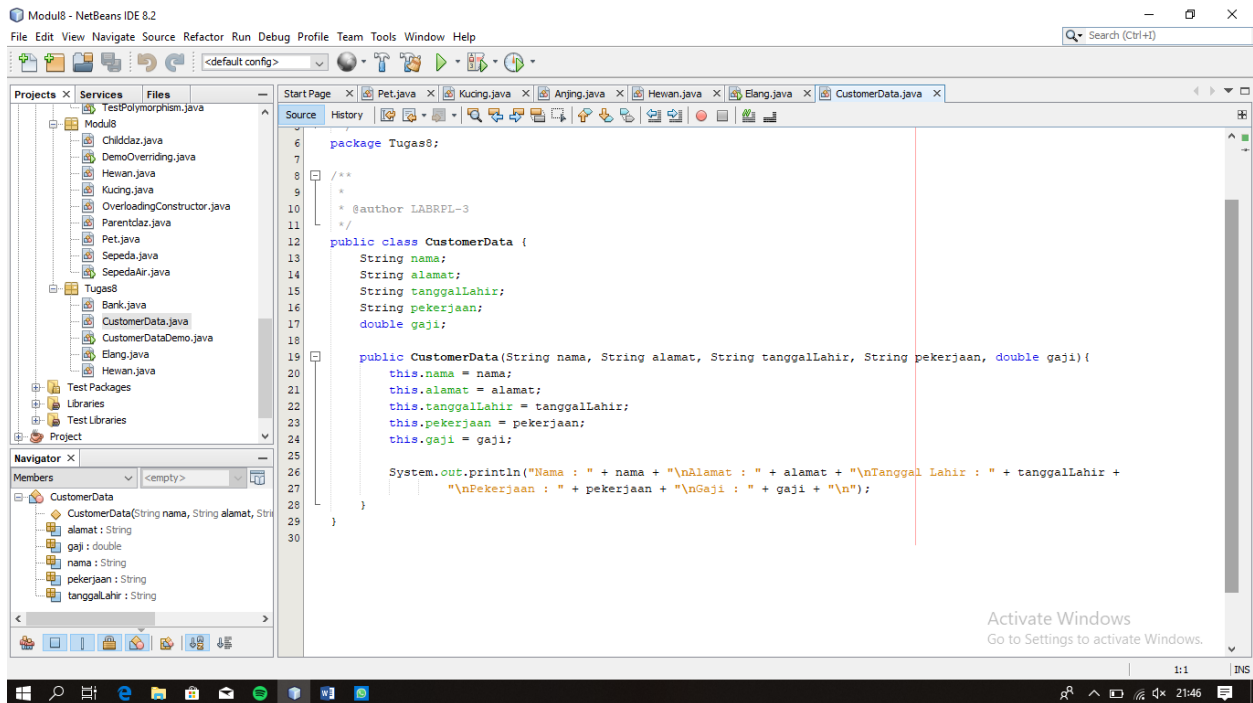 Modul8 - NetBeans IDE 8.2
File Edit View Navigate Source Refactor Run Debug Profile Team Tools Window Help
Search (Ctrl+I)
<default config>
Projects Services Files
Start Page Pet.java Kucing.java Anjing.java Hewan.java Elang.java CustomerData.java
Source History
TestPolymorphism.java
Modul8
Childclaz.java
DemoOverriding.java
Hewan.java
Kucing.java
OverloadingConstructor.java
Parentclaz.java
Pet.java
Sepeda.java
SepedaAir.java
Tugas8
Bank.java
CustomerData.java
CustomerDataDemo.java
Elang.java
Hewan.java
Test Packages
Libraries
Test Libraries
Project
Navigator
Members <empty>
CustomerData
CustomerData(String nama, String alamat, Stri
alamat : String
gaji : double
nama : String
pekerjaan : String
tanggalLahir : String
6 package Tugas8;
7
8 /**
9 *
10 * @author LABRPL-3
11 */
12 public class CustomerData {
13 String nama;
14 String alamat;
15 String tanggalLahir;
16 String pekerjaan;
17 double gaji;
18
19 public CustomerData(String nama, String alamat, String tanggalLahir, String pekerjaan, double gaji){
20 this.nama = nama;
21 this.alamat = alamat;
22 this.tanggalLahir = tanggalLahir;
23 this.pekerjaan = pekerjaan;
24 this.gaji = gaji;
25
26 System.out.println("Nama : " + nama + "\nAlamat : " + alamat + "\nTanggal Lahir : " + tanggalLahir +
27 "\nPekerjaan : " + pekerjaan + "\nGaji : " + gaji + "\n");
28 }
29 }
30
Activate Windows
Go to Settings to activate Windows.
1:1 INS
21:46